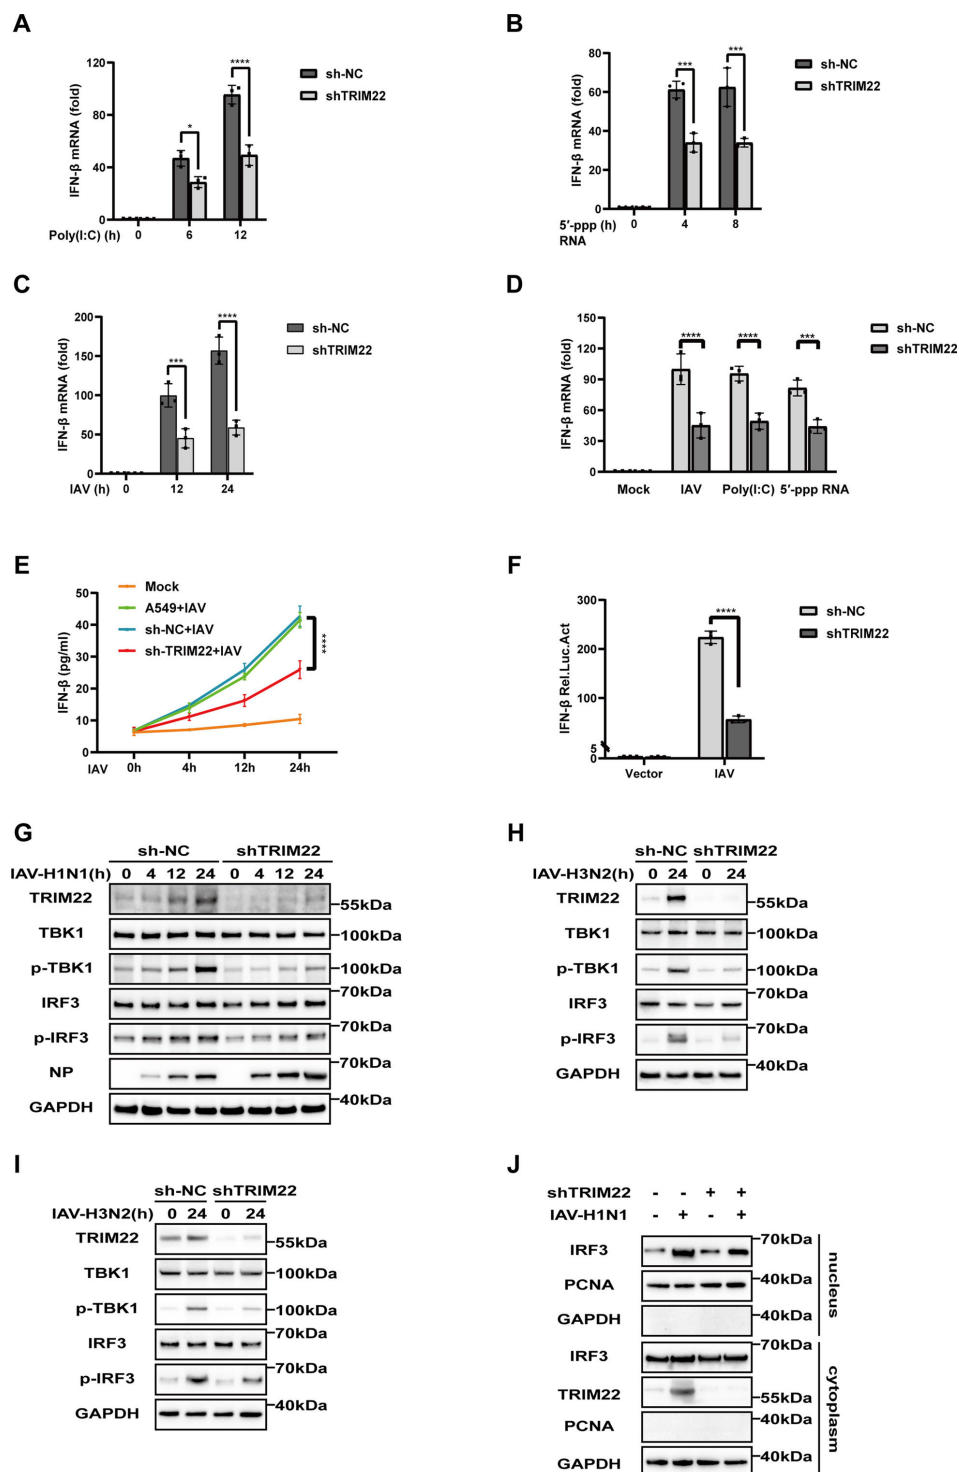 A
IFN-β mRNA (fold)
120
80
40
0
****
*
sh-NC
shTRIM22
Poly(I:C) (h) 0 6 12
B
IFN-β mRNA (fold)
80
60
40
20
0
***
***
sh-NC
shTRIM22
5′-ppp (h) 0 4 8
RNA
C
IFN-β mRNA (fold)
200
150
100
50
0
****
***
sh-NC
shTRIM22
IAV (h) 0 12 24
D
IFN-β mRNA (fold)
150
120
90
60
30
0
**** **** ***
sh-NC
shTRIM22
Mock IAV Poly(I:C) 5′-ppp RNA
E
Mock
A549+IAV
sh-NC+IAV
sh-TRIM22+IAV
IFN-β (pg/ml)
50
40
30
20
10
0
****
IAV 0h 4h 12h 24h
F
IFN-β Rel.Luc.Act
300
200
100
5
0
****
sh-NC
shTRIM22
Vector IAV
G
sh-NC shTRIM22
IAV-H1N1(h) 0 4 12 24 0 4 12 24
TRIM22 55kDa
TBK1 100kDa
p-TBK1 100kDa
IRF3 70kDa
p-IRF3 70kDa
NP 70kDa
GAPDH 40kDa
H
sh-NC shTRIM22
IAV-H3N2(h) 0 24 0 24
TRIM22 55kDa
TBK1 100kDa
p-TBK1 100kDa
IRF3 70kDa
p-IRF3 70kDa
GAPDH 40kDa
I
sh-NC shTRIM22
IAV-H3N2(h) 0 24 0 24
TRIM22 55kDa
TBK1 100kDa
p-TBK1 100kDa
IRF3 70kDa
p-IRF3 70kDa
GAPDH 40kDa
J
shTRIM22 - - + +
IAV-H1N1 - + - +
IRF3 70kDa
PCNA 40kDa
GAPDH 40kDa
nucleus
IRF3
TRIM22 55kDa
PCNA 40kDa
GAPDH 40kDa
cytoplasm